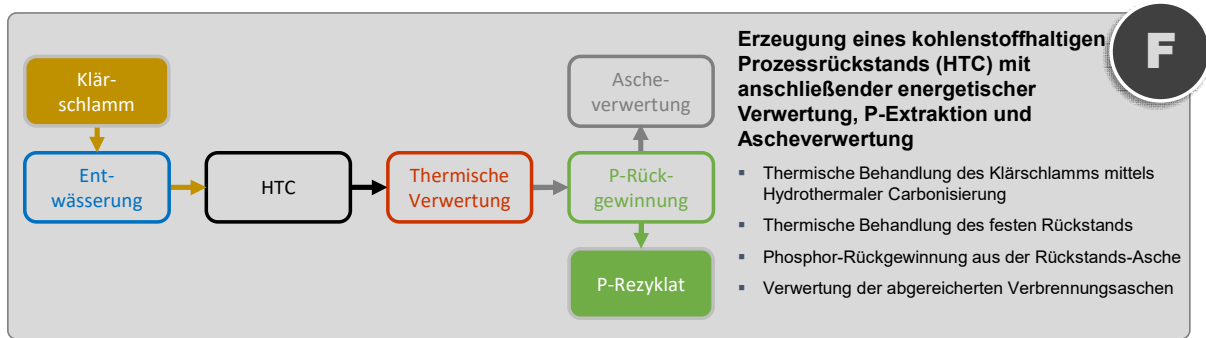 Klär-
schlamm
Ent-
wässerung
HTC
Thermische
Verwertung
P-Rück-
gewinnung
Asche-
verwertung
P-Rezyklat
Erzeugung eines kohlenstoffhaltigen
Prozessrückstands (HTC) mit
anschließender energetischer
Verwertung, P-Extraktion und
Ascheverwertung
F
▪ Thermische Behandlung des Klärschlamms mittels
Hydrothermaler Carbonisierung
▪ Thermische Behandlung des festen Rückstands
▪ Phosphor-Rückgewinnung aus der Rückstands-Asche
▪ Verwertung der abgereicherten Verbrennungsaschen